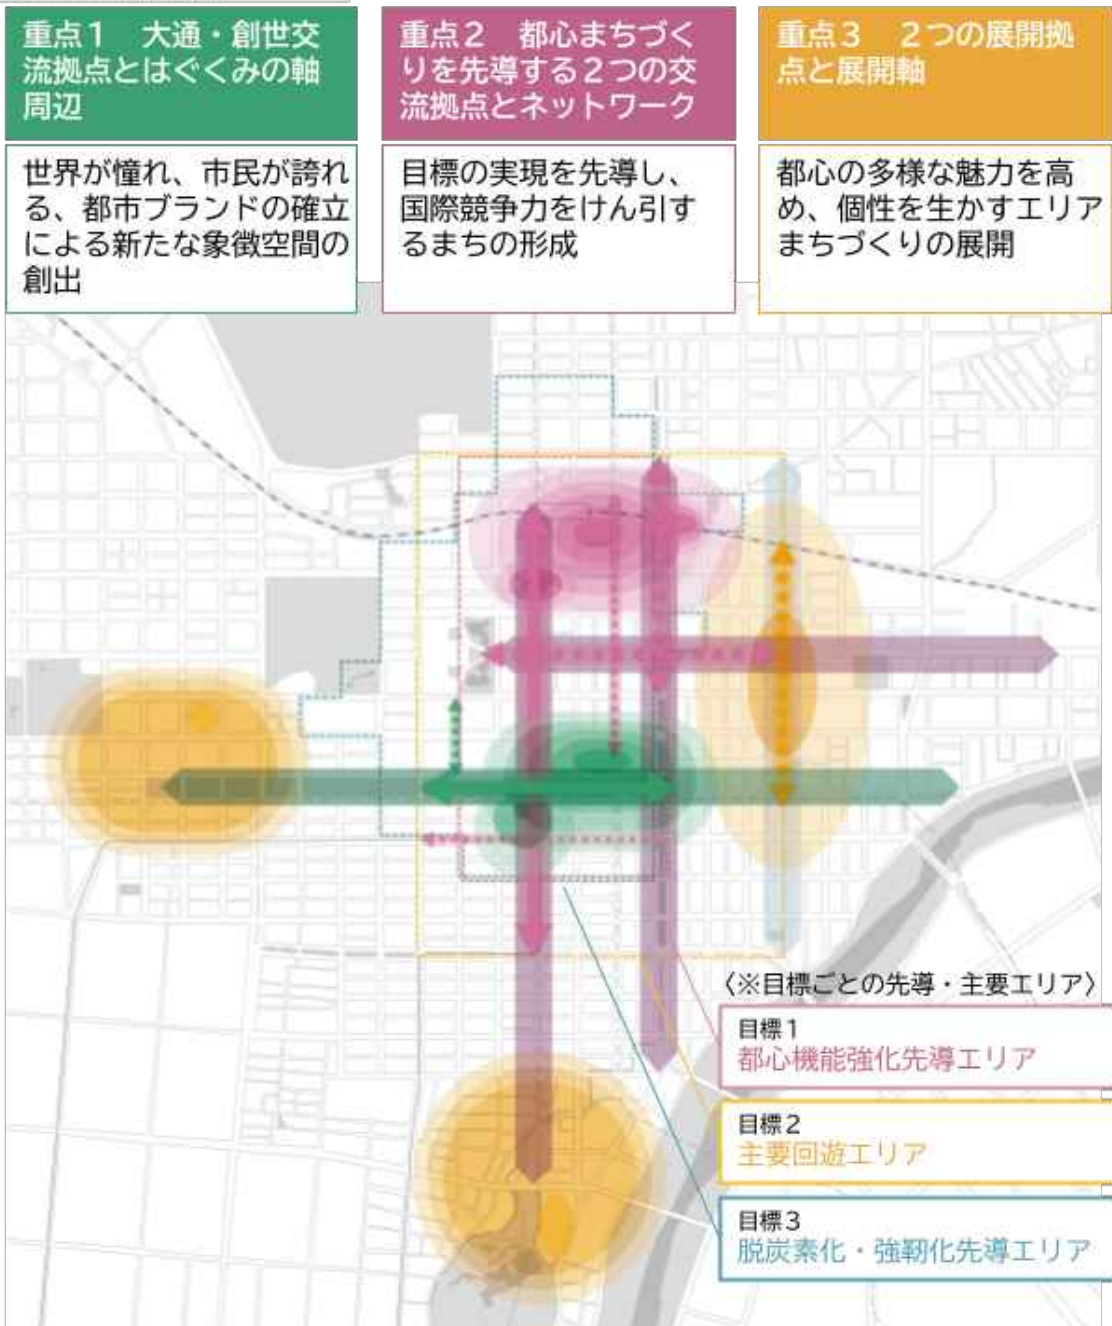 重点1　大通・創世交
流拠点とはぐくみの軸
周辺
世界が憧れ、市民が誇れ
る、都市ブランドの確立
による新たな象徴空間の
創出
重点2　都心まちづく
りを先導する2つの交
流拠点とネットワーク
目標の実現を先導し、
国際競争力をけん引す
るまちの形成
重点3　2つの展開拠
点と展開軸
都心の多様な魅力を高
め、個性を生かすエリア
まちづくりの展開
〈※目標ごとの先導・主要エリア〉
目標1
都心機能強化先導エリア
目標2
主要回遊エリア
目標3
脱炭素化・強靭化先導エリア